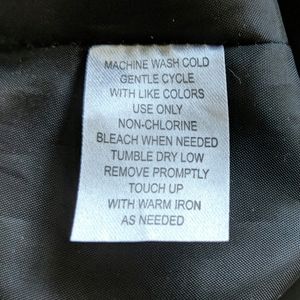 MACHINE WASH COLD
GENTLE CYCLE
WITH LIKE COLORS
USE ONLY
NON-CHLORINE
BLEACH WHEN NEEDED
TUMBLE DRY LOW
REMOVE PROMPTLY
TOUCH UP
WITH WARM IRON
AS NEEDED